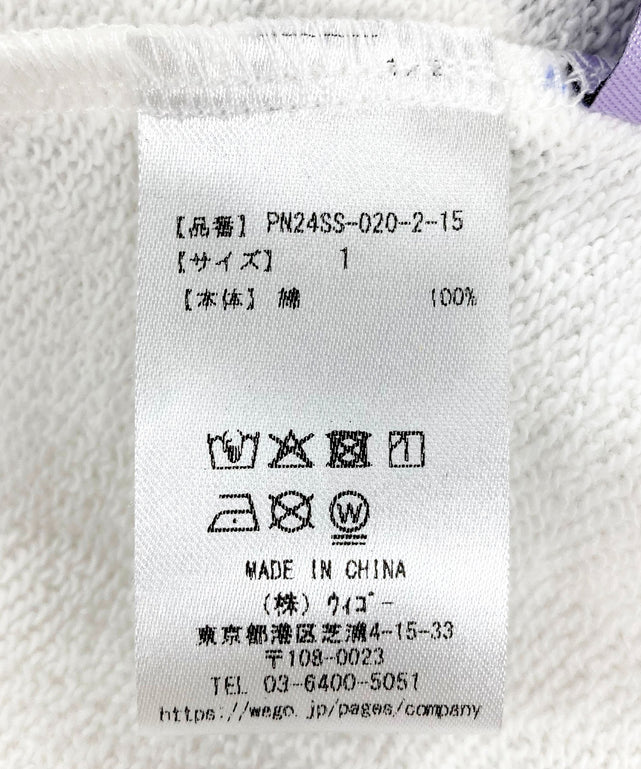 【品番】 PN24SS-020-2-15
【サイズ】 1
【本体】 綿 100%
W
MADE IN CHINA
(株) ウィゴー
東京都港区芝浦4-15-33
〒108-0023
TEL 03-6400-5051
https://wego.jp/pages/company